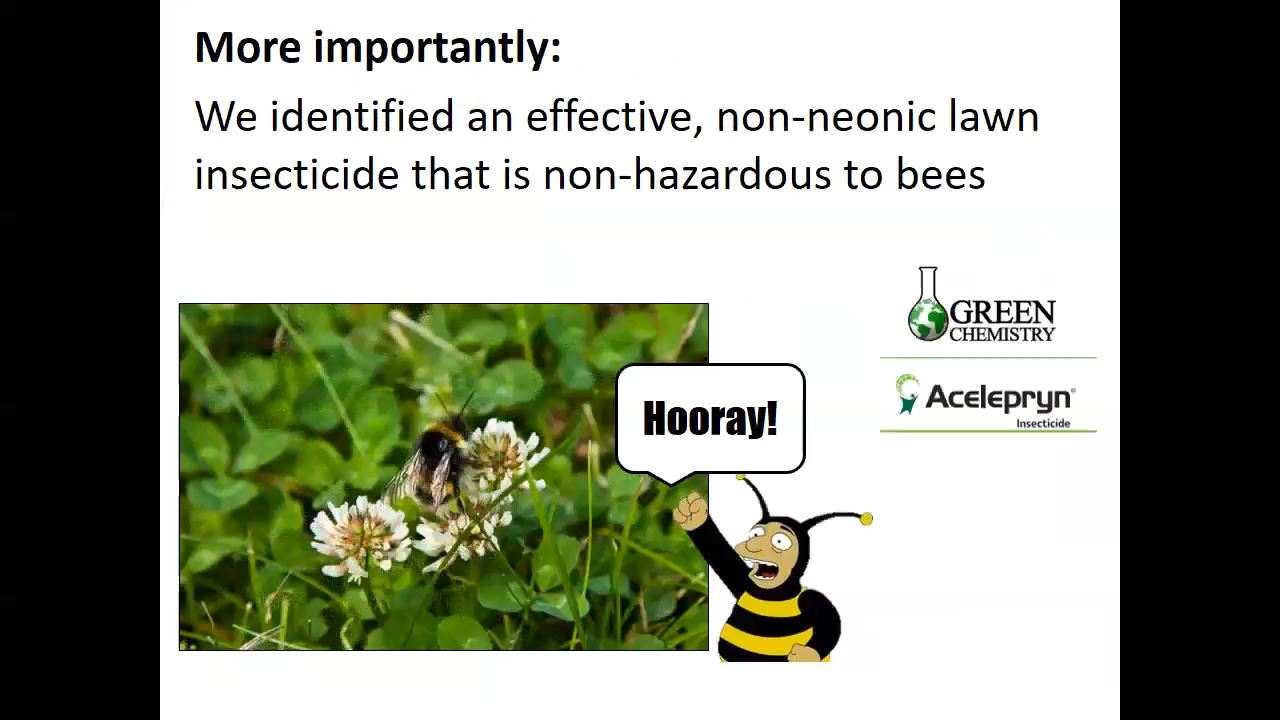 More importantly:
We identified an effective, non-neonic lawn
insecticide that is non-hazardous to bees
GREEN
CHEMISTRY
Hooray!
Acelepryn®
Insecticide